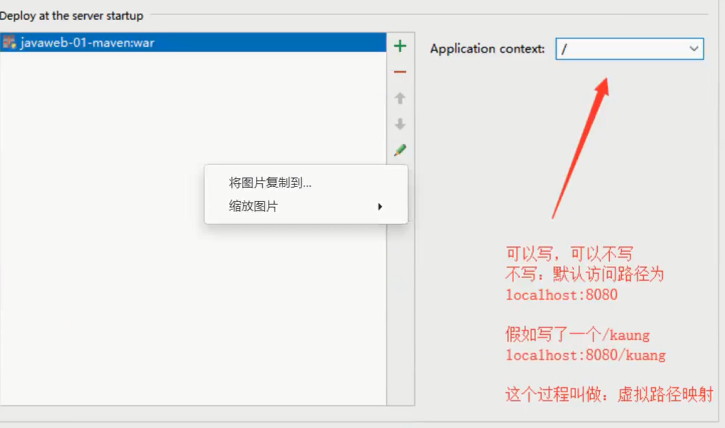 Deploy at the server startup
javaweb-01-maven:war
Application context: /
将图片复制到...
缩放图片
可以写，可以不写
不写：默认访问路径为
localhost:8080
假如写了一个/kaung
localhost:8080/kuang
这个过程叫做：虚拟路径映射